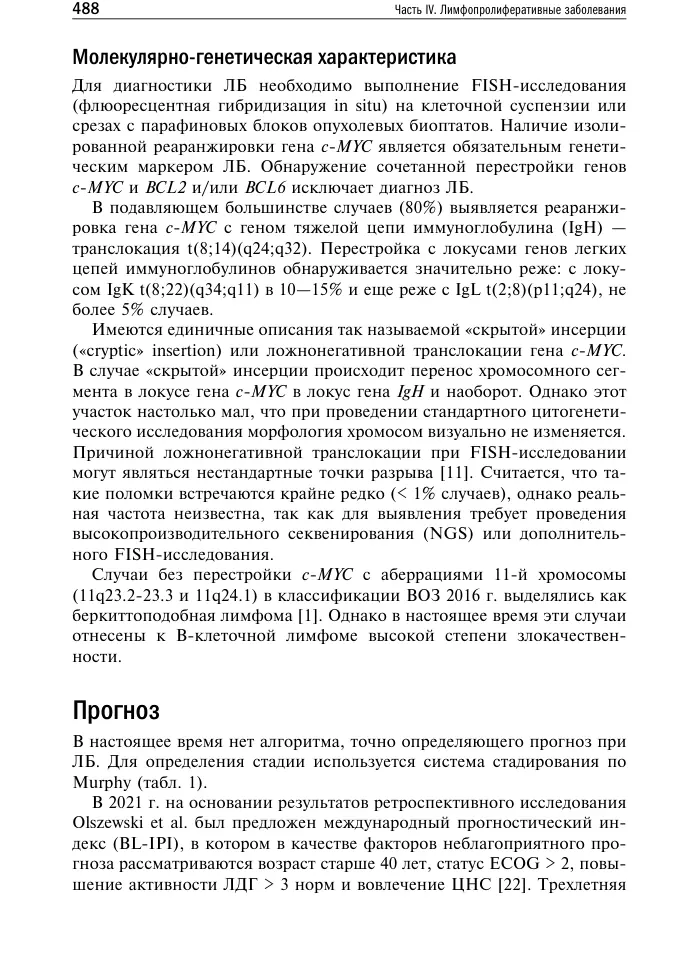 488
Часть IV. Лимфопролиферативные заболевания
Молекулярно-генетическая характеристика
Для диагностики ЛБ необходимо выполнение FISH-исследования
(флюоресцентная гибридизация in situ) на клеточной суспензии или
срезах с парафиновых блоков опухолевых биоптатов. Наличие изоли-
рованной реаранжировки гена c-MYC является обязательным генети-
ческим маркером ЛБ. Обнаружение сочетанной перестройки генов
c-MYC и BCL2 и/или BCL6 исключает диагноз ЛБ.
В подавляющем большинстве случаев (80%) выявляется реаранжи-
ровка гена c-MYC с геном тяжелой цепи иммуноглобулина (IgH) —
транслокация t(8;14)(q24;q32). Перестройка с локусами генов легких
цепей иммуноглобулинов обнаруживается значительно реже: с локу-
сом IgK t(8;22)(q34;q11) в 10—15% и еще реже с IgL t(2;8)(p11;q24), не
более 5% случаев.
Имеются единичные описания так называемой «скрытой» инсерции
(«cryptic» insertion) или ложнонегативной транслокации гена c-MYC.
В случае «скрытой» инсерции происходит перенос хромосомного сег-
мента в локусе гена c-MYC в локус гена IgH и наоборот. Однако этот
участок настолько мал, что при проведении стандартного цитогенети-
ческого исследования морфология хромосом визуально не изменяется.
Причиной ложнонегативной транслокации при FISH-исследовании
могут являться нестандартные точки разрыва [11]. Считается, что та-
кие поломки встречаются крайне редко (< 1% случаев), однако реаль-
ная частота неизвестна, так как для выявления требует проведения
высокопроизводительного секвенирования (NGS) или дополнитель-
ного FISH-исследования.
Случаи без перестройки c-MYC с аберрациями 11-й хромосомы
(11q23.2-23.3 и 11q24.1) в классификации ВОЗ 2016 г. выделялись как
беркиттоподобная лимфома [1]. Однако в настоящее время эти случаи
отнесены к В-клеточной лимфоме высокой степени злокачествен-
ности.
Прогноз
В настоящее время нет алгоритма, точно определяющего прогноз при
ЛБ. Для определения стадии используется система стадирования по
Murphy (табл. 1).
В 2021 г. на основании результатов ретроспективного исследования
Olszewski et al. был предложен международный прогностический ин-
декс (BL-IPI), в котором в качестве факторов неблагоприятного про-
гноза рассматриваются возраст старше 40 лет, статус ECOG > 2, повы-
шение активности ЛДГ > 3 норм и вовлечение ЦНС [22]. Трехлетняя